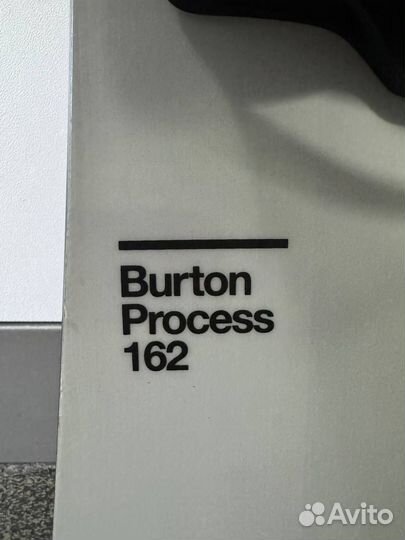 Burton
Process
162
Avito